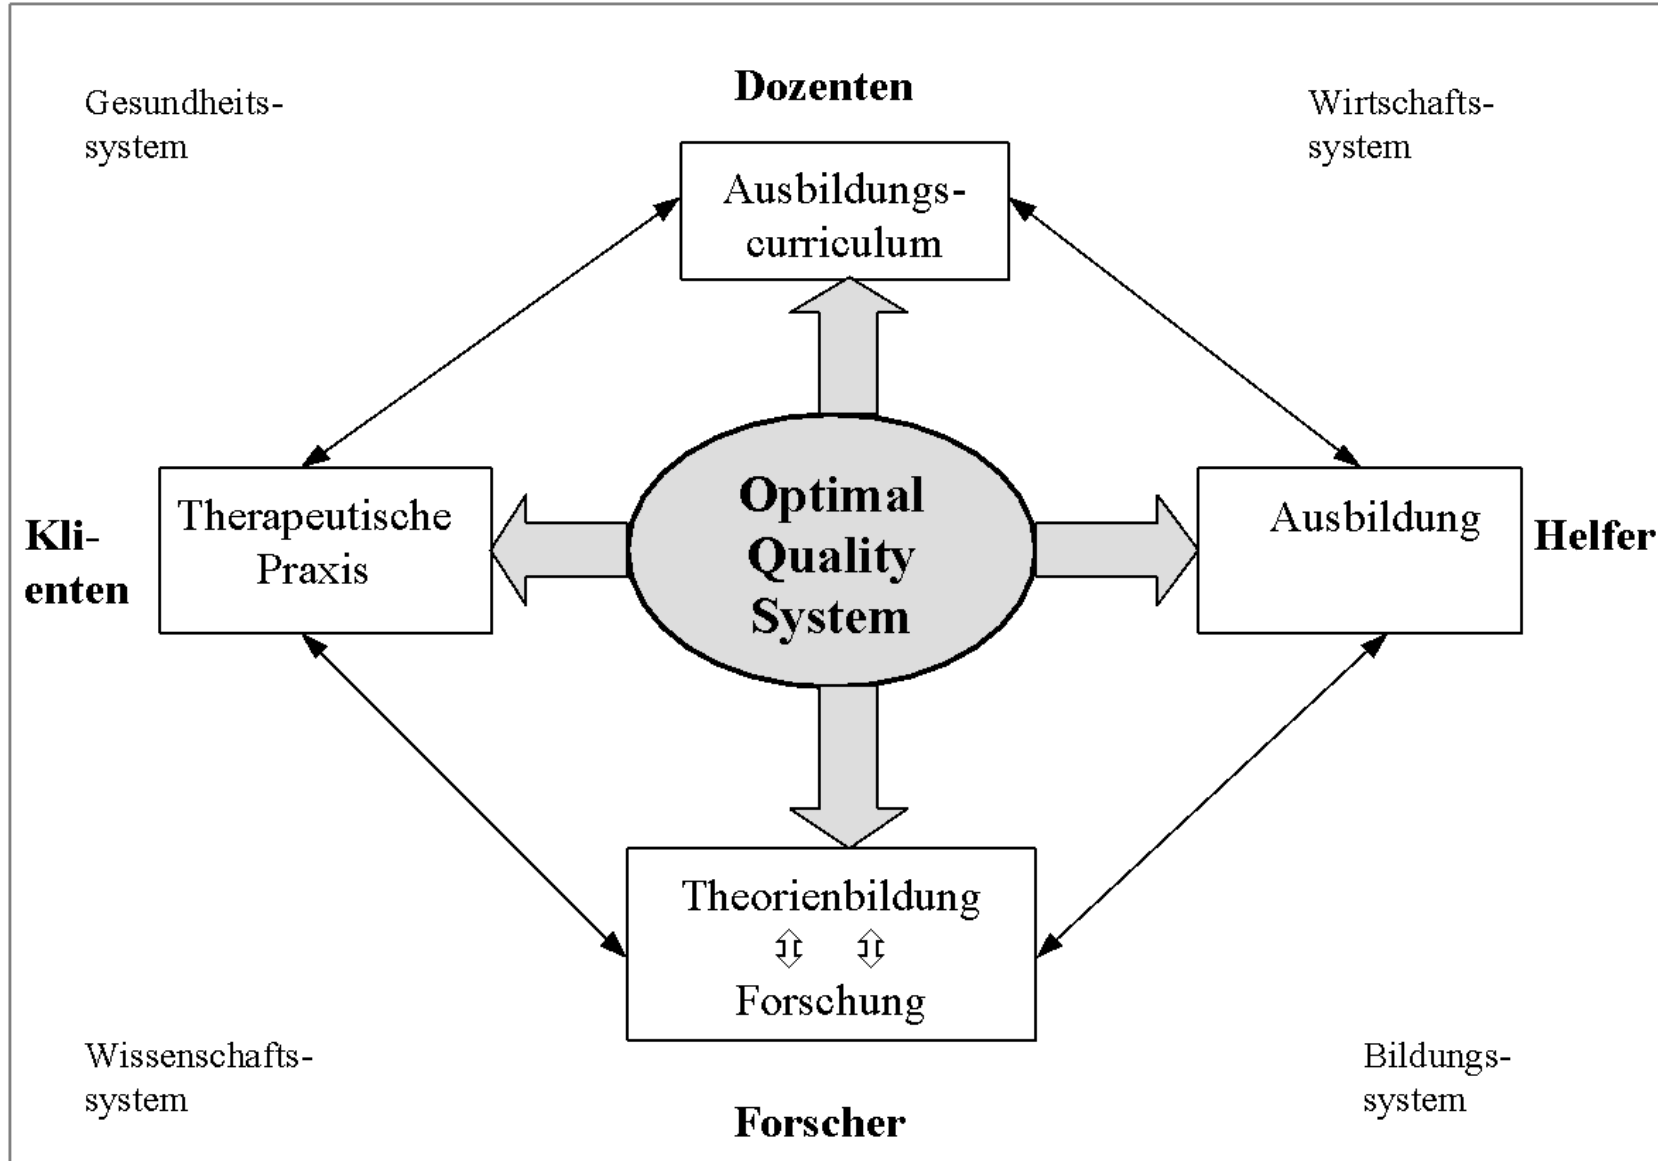 Dozenten
Gesundheits-
system
Wirtschafts-
system
Ausbildungs-
curriculum
Therapeutische
Praxis
Kli-
enten
Optimal
Quality
System
Ausbildung
Helfer
Theorienbildung
Forschung
Wissenschafts-
system
Bildungs-
system
Forscher